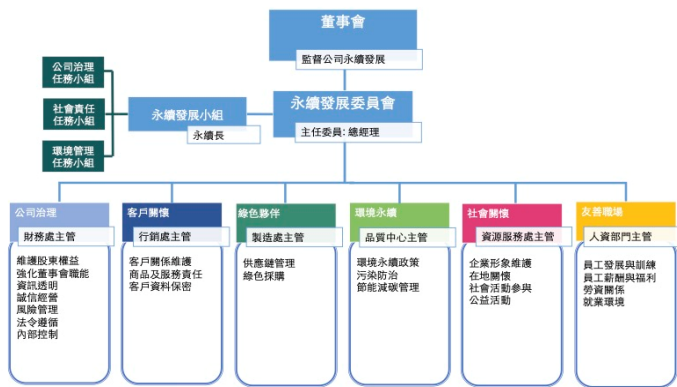 董事會
監督公司永續發展
公司治理
任務小組
社會責任
任務小組
環境管理
任務小組
永續發展小組
永續長
永續發展委員會
主任委員: 總經理
公司治理
財務處主管
維護股東權益
強化董事會職能
資訊透明
誠信經營
風險管理
法令遵循
內部控制
客戶關懷
行銷處主管
客戶關係維護
商品及服務責任
客戶資料保密
綠色夥伴
製造處主管
供應鏈管理
綠色採購
環境永續
品質中心主管
環境永續政策
污染防治
節能減碳管理
社會關懷
資源服務處主管
企業形象維護
在地關懷
社會活動參與
公益活動
友善職場
人資部門主管
員工發展與訓練
員工薪酬與福利
勞資關係
就業環境